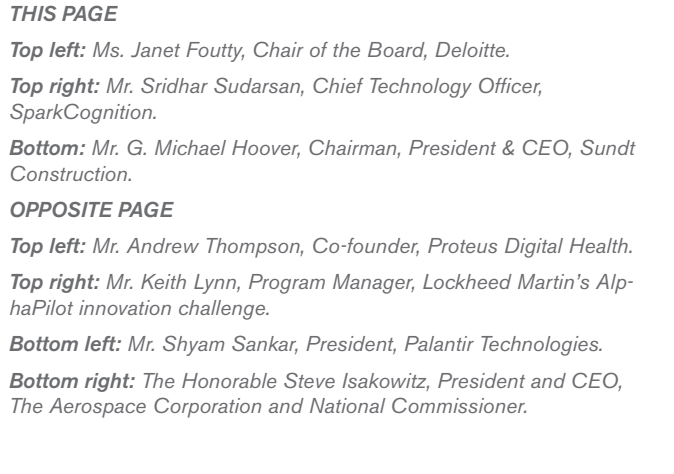 THIS PAGE
Top left: Ms. Janet Foutty, Chair of the Board, Deloitte.
Top right: Mr. Sridhar Sudarsan, Chief Technology Officer,
SparkCognition.
Bottom: Mr. G. Michael Hoover, Chairman, President & CEO, Sundt
Construction.
OPPOSITE PAGE
Top left: Mr. Andrew Thompson, Co-founder, Proteus Digital Health.
Top right: Mr. Keith Lynn, Program Manager, Lockheed Martin’s Alp-
haPilot innovation challenge.
Bottom left: Mr. Shyam Sankar, President, Palantir Technologies.
Bottom right: The Honorable Steve Isakowitz, President and CEO,
The Aerospace Corporation and National Commissioner.